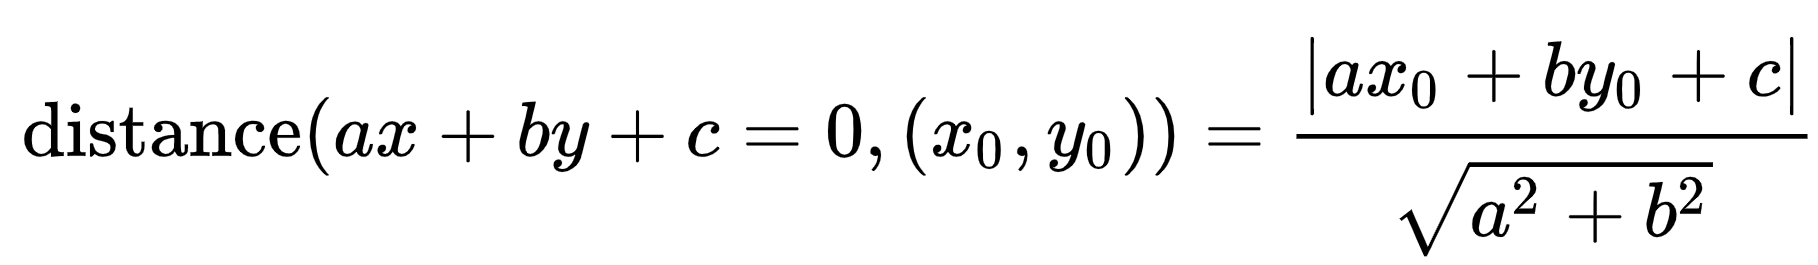 distance(ax + by + c = 0, (x₀, y₀)) = |ax₀ + by₀ + c| / √(a² + b²)